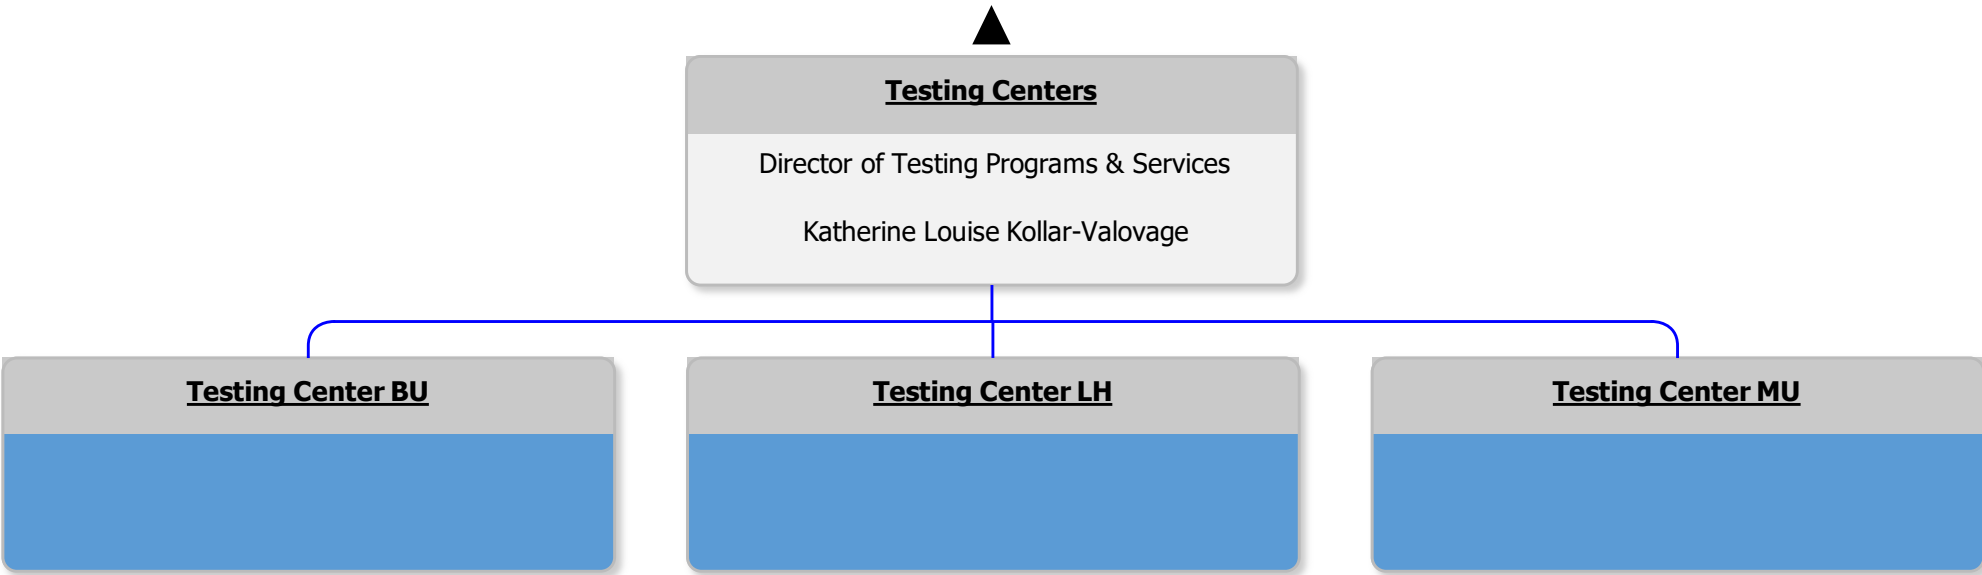 Testing Centers
Director of Testing Programs & Services
Katherine Louise Kollar-Valovage
Testing Center BU
Testing Center LH
Testing Center MU